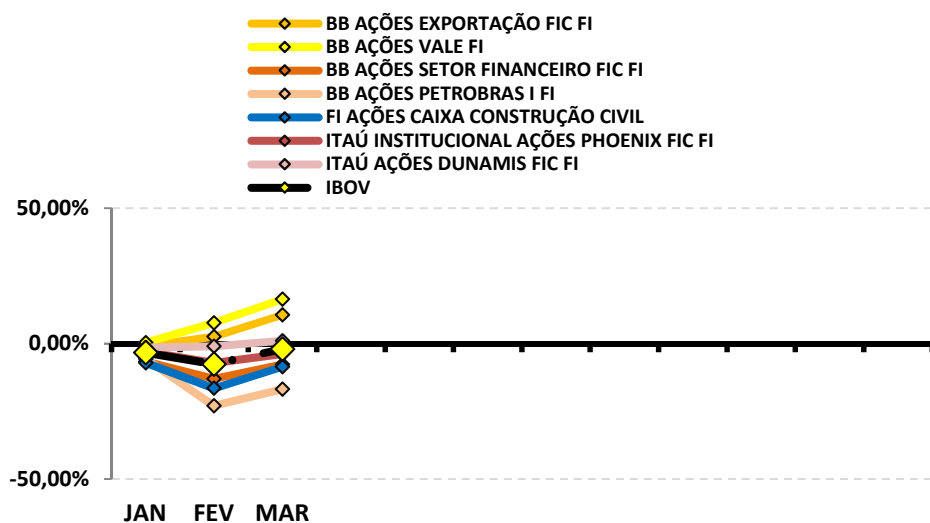 BB AÇÕES EXPORTAÇÃO FIC FI
BB AÇÕES VALE FI
BB AÇÕES SETOR FINANCEIRO FIC FI
BB AÇÕES PETROBRAS I FI
FI AÇÕES CAIXA CONSTRUÇÃO CIVIL
ITAÚ INSTITUCIONAL AÇÕES PHOENIX FIC FI
ITAÚ AÇÕES DUNAMIS FIC FI
IBOV
50,00%
0,00%
-50,00%
JAN FEV MAR